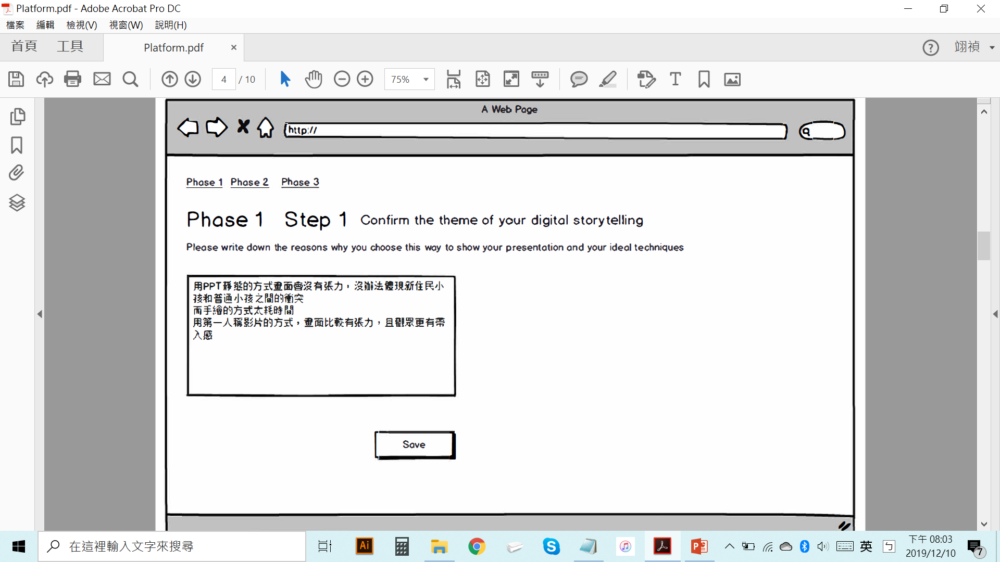 Platform.pdf - Adobe Acrobat Pro DC
檔案 編輯 檢視(V) 視窗(W) 說明(H)
首頁 工具 Platform.pdf × ? 翊禎
4 / 10 75%
A Web Page
http://
Phase 1 Phase 2 Phase 3
Phase 1 Step 1 Confirm the theme of your digital storytelling
Please write down the reasons why you choose this way to show your presentation and your ideal techniques
用PPT靜態的方式畫面會沒有張力，沒辦法體現新住民小
孩和普通小孩之間的衝突
而手繪的方式太耗時間
用第一人稱影片的方式，畫面比較有張力，且觀眾更有帶
入感
Save
在這裡輸入文字來搜尋
Ai
英 ㄅ
下午 08:03
2019/12/10
7